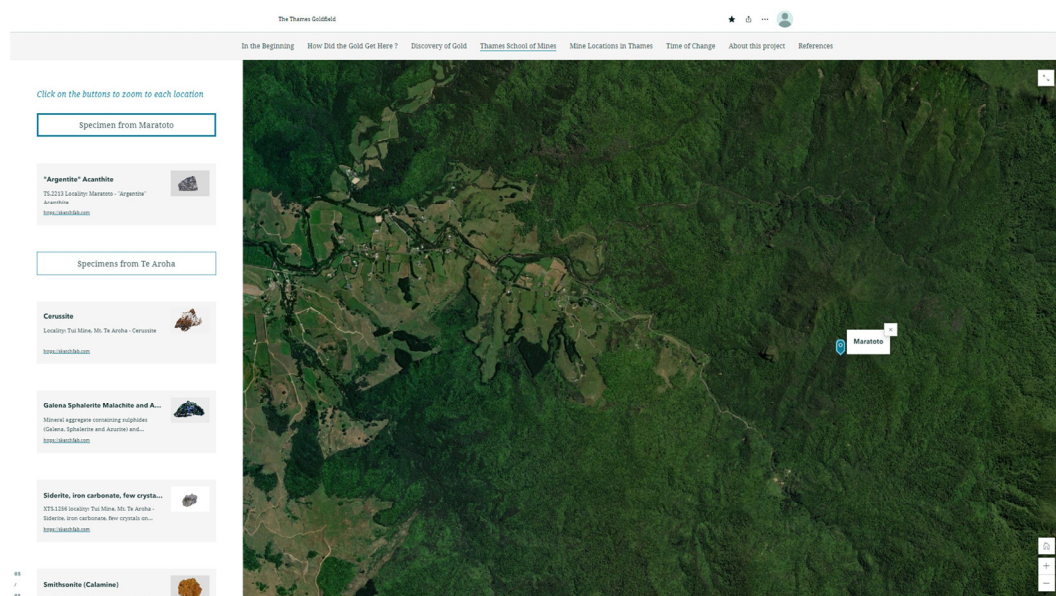 The Thames Goldfield
In the Beginning How Did the Gold Get Here ? Discovery of Gold Thames School of Mines Mine Locations in Thames Time of Change About this project References
Click on the buttons to zoom to each location
Specimen from Maratoto
"Argentite" Acanthite
TS.2213 Locality: Maratoto - "Argentite"
Acanthite
https://sketchfab.com
Specimens from Te Aroha
Cerussite
Locality: Tui Mine, Mt. Te Aroha - Cerussite
https://sketchfab.com
Galena Sphalerite Malachite and A...
Mineral aggregate containing sulphides
(Galena, Sphalerite and Azurite) and...
https://sketchfab.com
Siderite, iron carbonate, few crysta...
XTS:1286 locality: Tui Mine, Mt. Te Aroha -
Siderite, iron carbonate, few crystals on...
https://sketchfab.com
Smithsonite (Calamine)
Maratoto